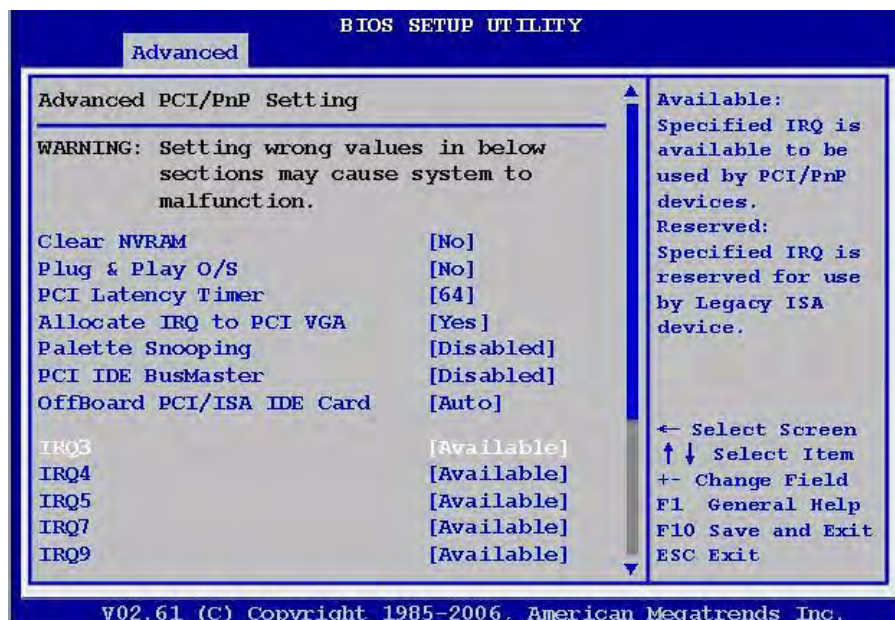 BIOS SETUP UTILITY
Advanced
Advanced PCI/PnP Setting
WARNING: Setting wrong values in below
sections may cause system to
malfunction.
Clear NVRAM [No]
Plug & Play O/S [No]
PCI Latency Timer [64]
Allocate IRQ to PCI VGA [Yes]
Palette Snooping [Disabled]
PCI IDE BusMaster [Disabled]
OffBoard PCI/ISA IDE Card [Auto]
IRQ3 [Available]
IRQ4 [Available]
IRQ5 [Available]
IRQ7 [Available]
IRQ9 [Available]
Available:
Specified IRQ is
available to be
used by PCI/PnP
devices.
Reserved:
Specified IRQ is
reserved for use
by Legacy ISA
device.
← Select Screen
↑↓ Select Item
+- Change Field
F1 General Help
F10 Save and Exit
ESC Exit
V02.61 (C) Copyright 1985-2006, American Megatrends Inc.